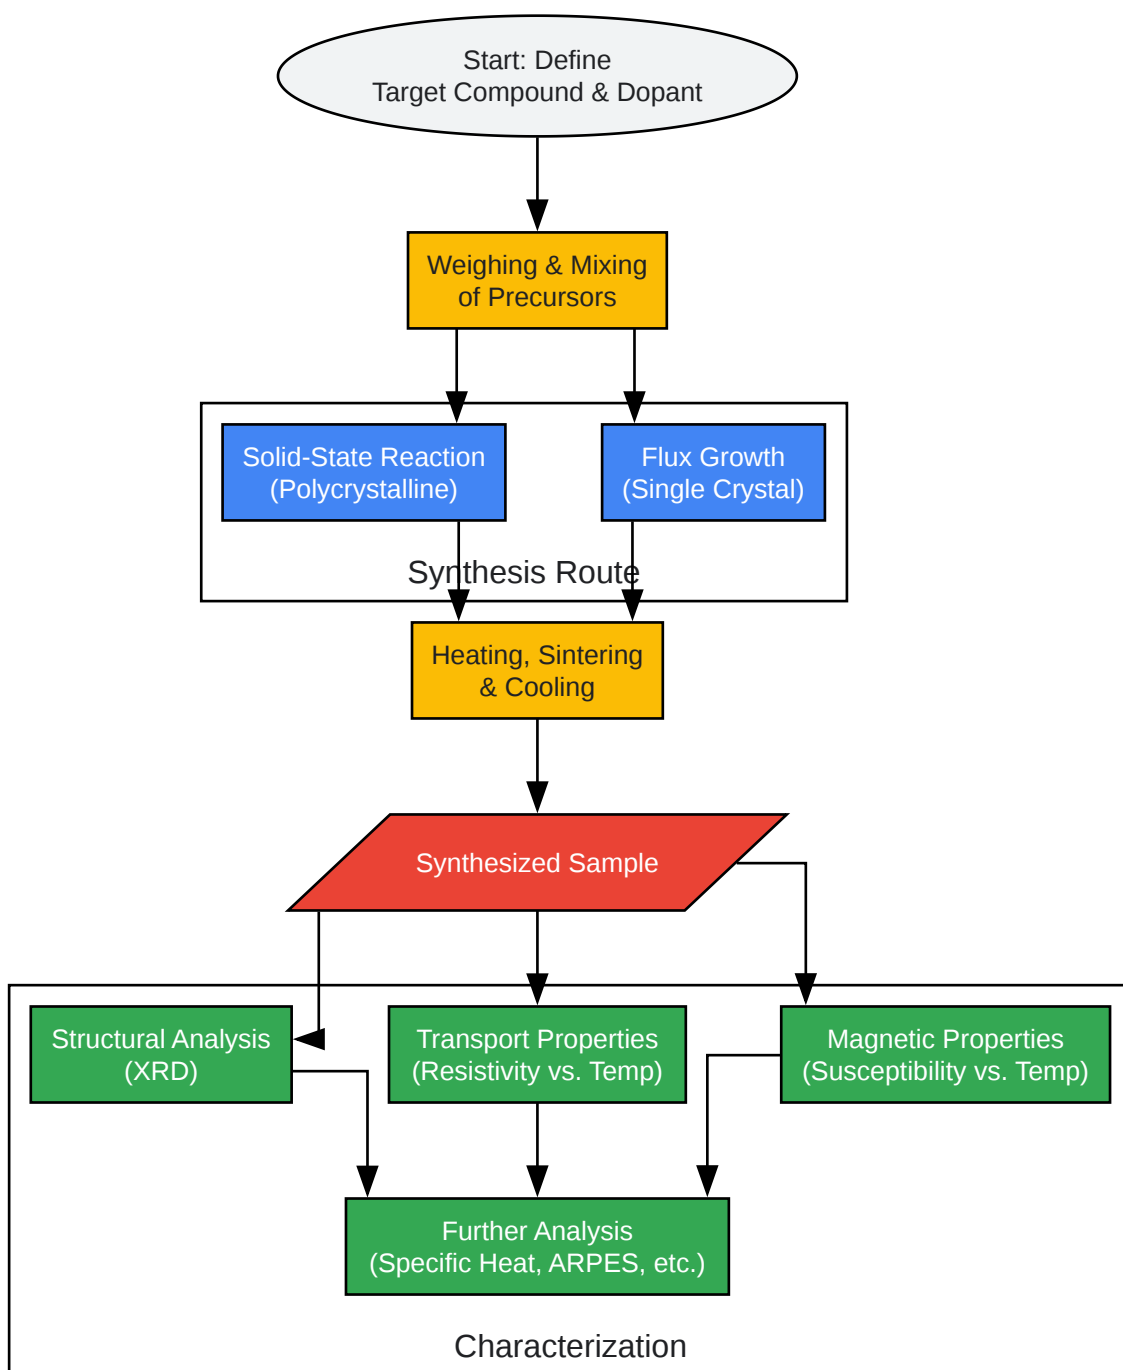 Start: Define
Target Compound & Dopant
Weighing & Mixing
of Precursors
Solid-State Reaction
(Polycrystalline)
Flux Growth
(Single Crystal)
Synthesis Route
Heating, Sintering
& Cooling
Synthesized Sample
Structural Analysis
(XRD)
Transport Properties
(Resistivity vs. Temp)
Magnetic Properties
(Susceptibility vs. Temp)
Further Analysis
(Specific Heat, ARPES, etc.)
Characterization